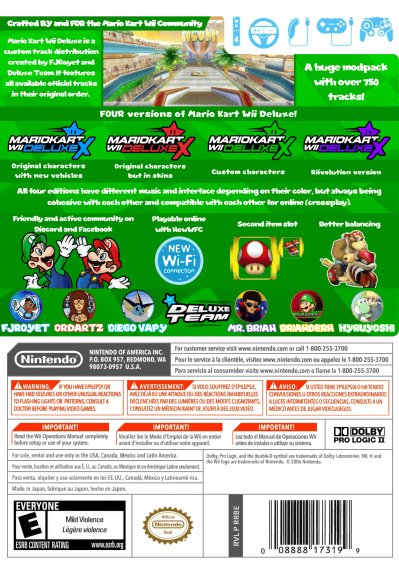 Crafted BY and FOR the Mario Kart Wii Community
Mario Kart Wii Deluxe is a
custom track distribution
created by FJRoyet and
Deluxe Team. It features
all available official tracks
in their original order.
A huge modpack
with over 750
tracks!
FOUR versions of Mario Kart Wii Deluxe!
MARIOKART
WII DELUXE X
MARIOKART
WII DELUXE X
MARIOKART
WII DELUXE X
MARIOKART
WII DELUXE X
Original characters
with new vehicles
Original characters
but in skins
Custom characters
Riivolution version
All four editions have different music and interface depending on their color, but always being
cohesive with each other and compatible with each other for online (crossplay).
Friendly and active community on
Discord and Facebook
Playable online
with NewWFC
Second item slot
Better balancing
NEW
Wi-Fi
CONNECTION
FJROYET
ORDARTZ
DIEGO VAPY
DELUXE
TEAM
MR. BRIAN
BRIANDERN
HYRUYOSHI
Nintendo
NINTENDO OF AMERICA INC.
P.O. BOX 957, REDMOND, WA
98073-0957 U.S.A.
For customer service visit www.nintendo.com or call 1-800-255-3700
Pour le service à la clientèle, visitez www.nintendo.com ou appelez le 1-800-255-3700
Para servicio al consumidor visite www.nintendo.com o llame la 1-800-255-3700
WARNING: IF YOU HAVE EPILEPSY OR
HAVE HAD SEIZURES OR OTHER UNUSUAL REACTIONS
TO FLASHING LIGHTS OR PATTERNS, CONSULT A
DOCTOR BEFORE PLAYING VIDEO GAMES.
AVERTISSEMENT: SI VOUS SOUFFREZ D'ÉPILEPSIE,
AVEZ DÉJÀ EU UNE ATTAQUE OU DES RÉACTIONS INHABITUELLES
DÉCLENCHÉES PAR DES LUMIÈRES OU DES MOTIFS CLIGNOTANTS,
CONSULTEZ UN MÉDECIN AVANT DE JOUER À DES JEUX VIDÉO.
AVISO: SI USTED TIENE EPILEPSIA O HA TENIDO
CONVULSIONES U OTROS REACCIONES EXTRAORDINARIOS
A LUCES INTERMITENTES O SECUENCIAS, CONSULTE A UN
MÉDICO ANTES DE JUGAR VIDEOJUEGOS.
IMPORTANT!
Read the Wii Operations Manual completely
before setup or use of your system.
IMPORTANT!
Veuillez lire le Mode d'Emploi de la Wii en entier
avant d'installer ou d'utiliser votre appareil.
IMPORTANT!
Lea todo el Manual de Operaciones Wii
antes de instalar o utilizar su sistema.
DOLBY
PRO LOGIC II
For sale, rental and use only in the USA, Canada, Mexico and Latin America.
Pour vente, location et utilisation aux É.-U., au Canada, au Mexique et en Amérique Latine seulement.
Para venta, alquiler y use solamente en los EE.UU., Canadá, México y Latinoamérica.
Made in Japan, fabriqué au Japon, hecho en Japon.
Dolby, Pro Logic, and the double-D symbol are trademarks of Dolby Laboratories. TM, ® and
the Wii logo are trademarks of Nintendo. © 2006 Nintendo.
EVERYONE
E
ESRB CONTENT RATING
Mild Violence
Légère violence
www.esrb.org
Official
Nintendo
Seal
RVL P RRBE
0 08888 17319 9